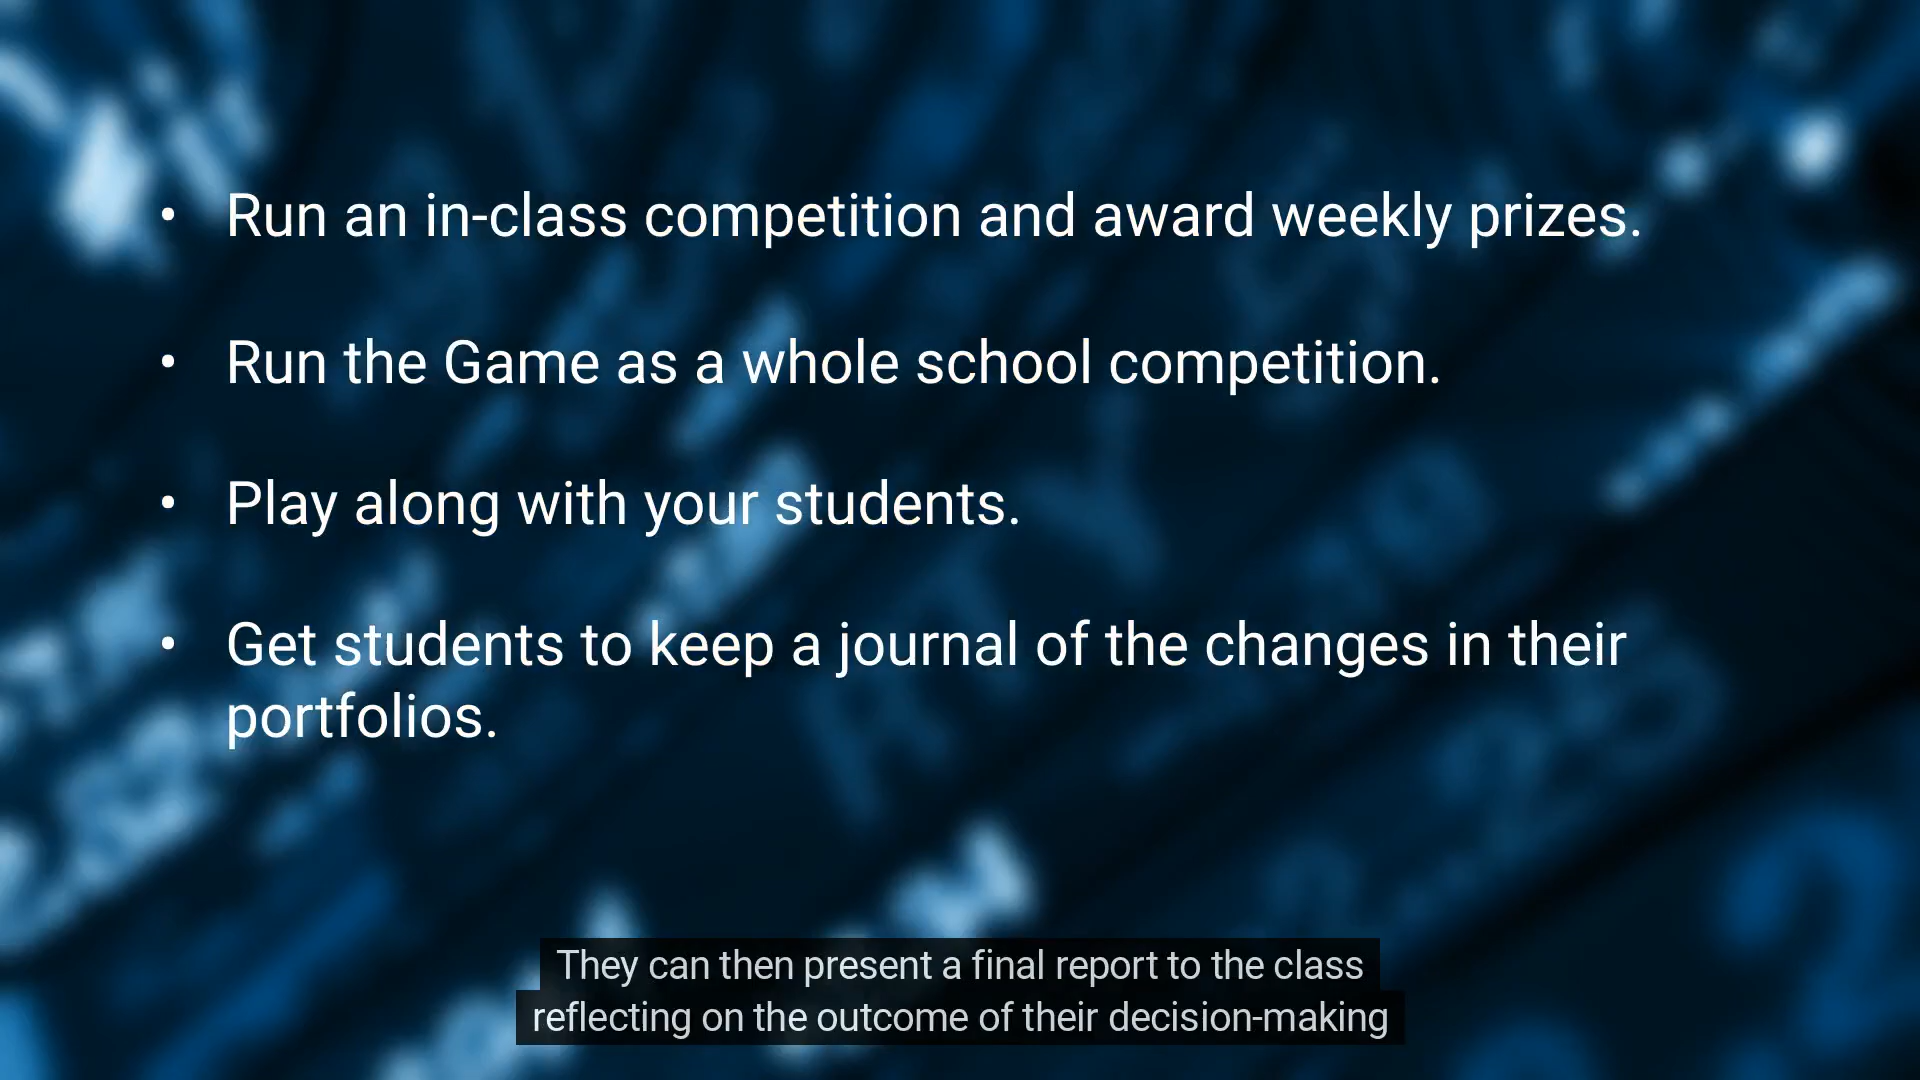 • Run an in-class competition and award weekly prizes.
• Run the Game as a whole school competition.
• Play along with your students.
• Get students to keep a journal of the changes in their
portfolios.
They can then present a final report to the class
reflecting on the outcome of their decision-making